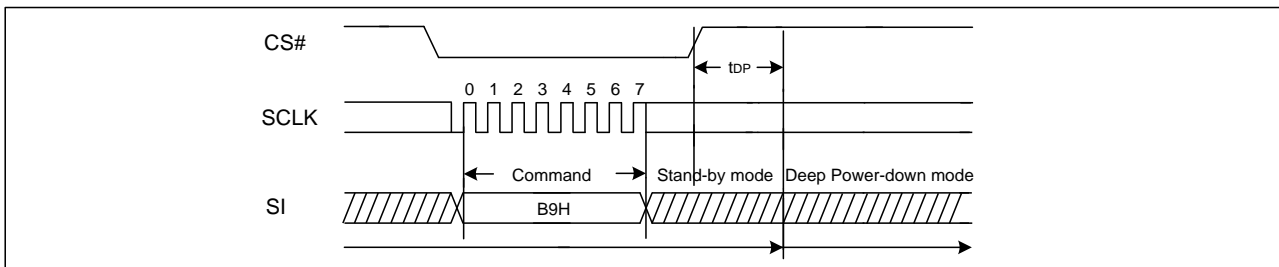 CS#
tDP
0 1 2 3 4 5 6 7
SCLK
Command Stand-by mode Deep Power-down mode
SI B9H